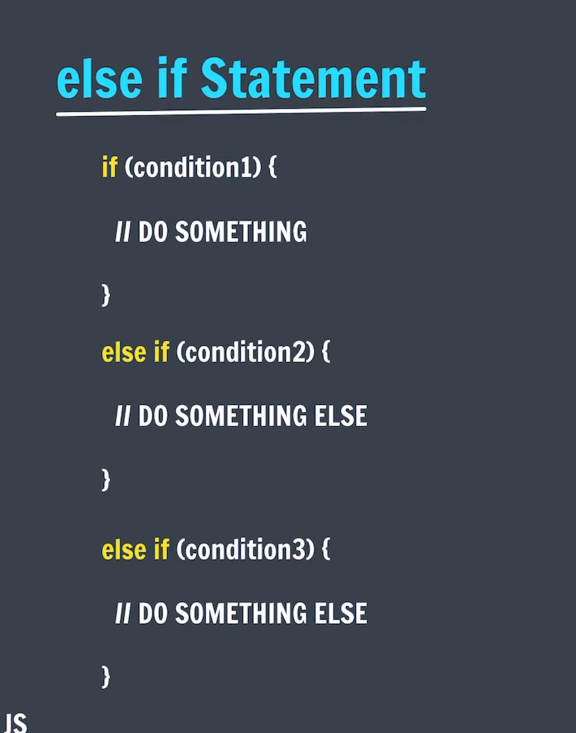 else if Statement
if (condition1) {
// DO SOMETHING
}
else if (condition2) {
// DO SOMETHING ELSE
}
else if (condition3) {
// DO SOMETHING ELSE
}
JS